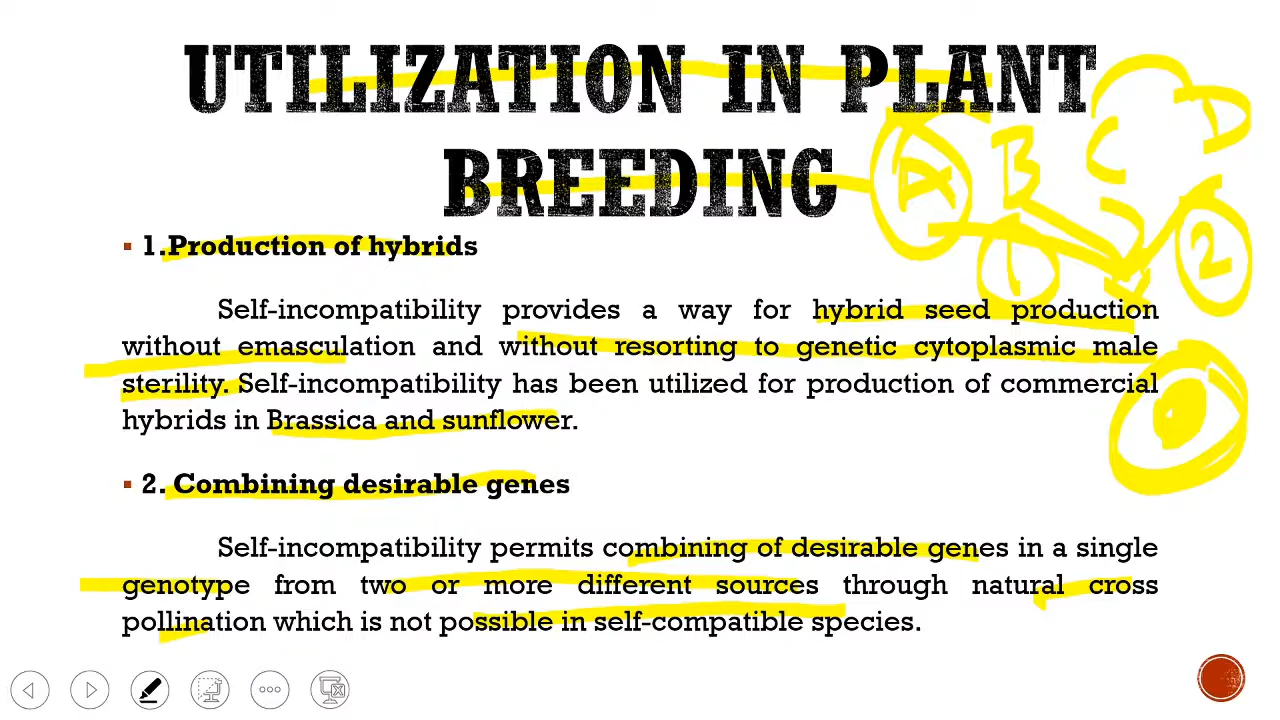 UTILIZATION IN PLANT
BREEDING
A B C D
1 2
1.Production of hybrids
Self-incompatibility provides a way for hybrid seed production
without emasculation and without resorting to genetic cytoplasmic male
sterility. Self-incompatibility has been utilized for production of commercial
hybrids in Brassica and sunflower.
2. Combining desirable genes
Self-incompatibility permits combining of desirable genes in a single
genotype from two or more different sources through natural cross
pollination which is not possible in self-compatible species.